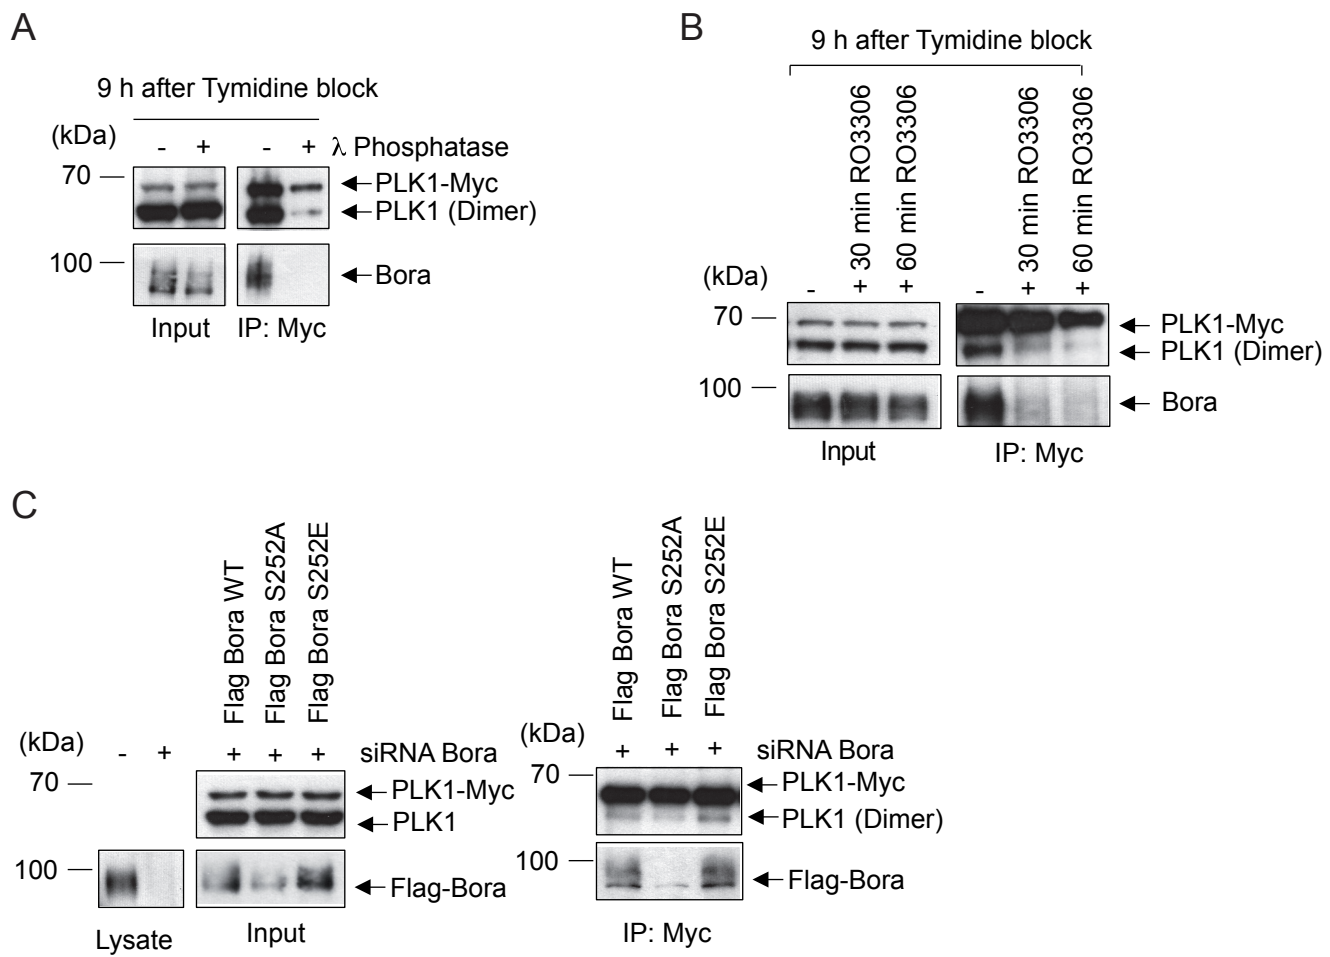 A
9 h after Tymidine block
(kDa)
- + - + λ Phosphatase
70
PLK1-Myc
PLK1 (Dimer)
100
Bora
Input IP: Myc
B
9 h after Tymidine block
30 min RO3306
60 min RO3306
30 min RO3306
60 min RO3306
(kDa)
- + + - + +
70
PLK1-Myc
PLK1 (Dimer)
100
Bora
Input IP: Myc
C
Flag Bora WT
Flag Bora S252A
Flag Bora S252E
(kDa)
- + + + + siRNA Bora
70
PLK1-Myc
PLK1
100
Flag-Bora
Lysate Input
Flag Bora WT
Flag Bora S252A
Flag Bora S252E
(kDa)
+ + + siRNA Bora
70
PLK1-Myc
PLK1 (Dimer)
100
Flag-Bora
IP: Myc